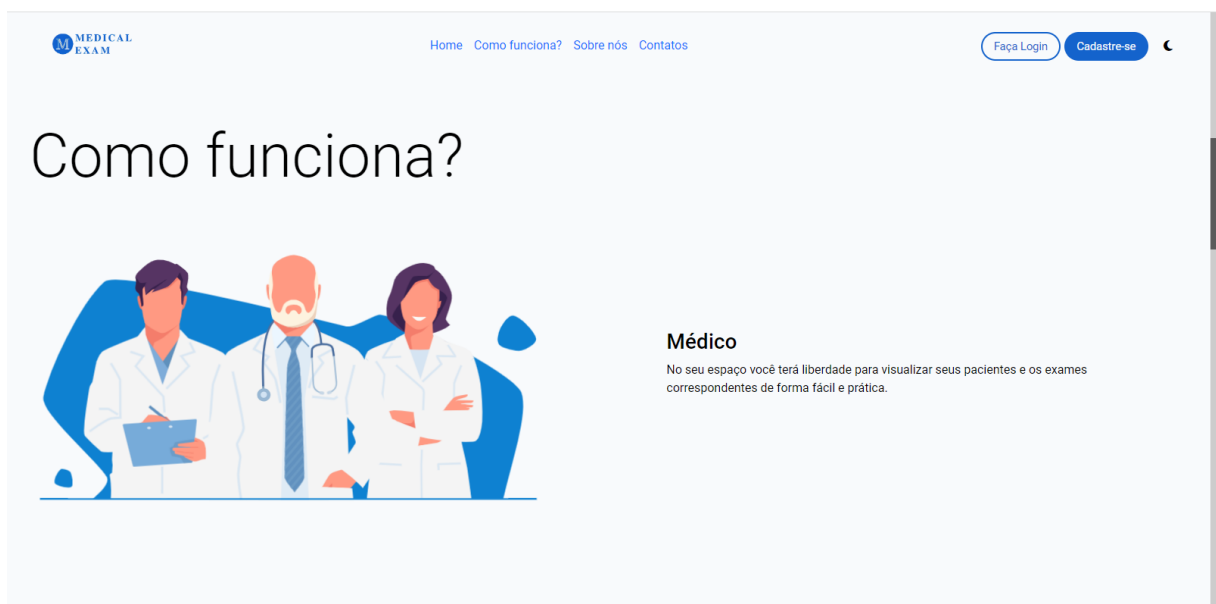 M MEDICAL
EXAM
Home Como funciona? Sobre nós Contatos
Faça Login Cadastre-se
Como funciona?
Médico
No seu espaço você terá liberdade para visualizar seus pacientes e os exames
correspondentes de forma fácil e prática.